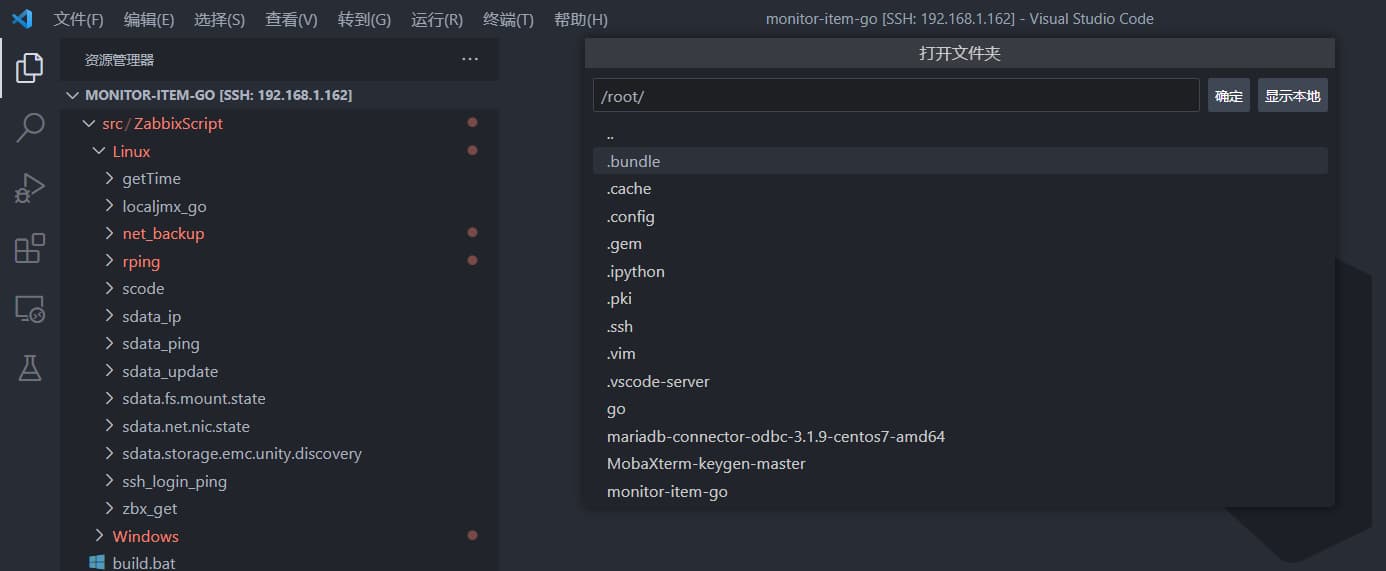 文件(F) 编辑(E) 选择(S) 查看(V) 转到(G) 运行(R) 终端(T) 帮助(H) monitor-item-go [SSH: 192.168.1.162] - Visual Studio Code
资源管理器 ···
MONITOR-ITEM-GO [SSH: 192.168.1.162]
src / ZabbixScript
Linux
getTime
localjmx_go
net_backup
rping
scode
sdata_ip
sdata_ping
sdata_update
sdata.fs.mount.state
sdata.net.nic.state
sdata.storage.emc.unity.discovery
ssh_login_ping
zbx_get
Windows
build.bat
打开文件夹
/root/ 确定 显示本地
..
.bundle
.cache
.config
.gem
.ipython
.pki
.ssh
.vim
.vscode-server
go
mariadb-connector-odbc-3.1.9-centos7-amd64
MobaXterm-keygen-master
monitor-item-go